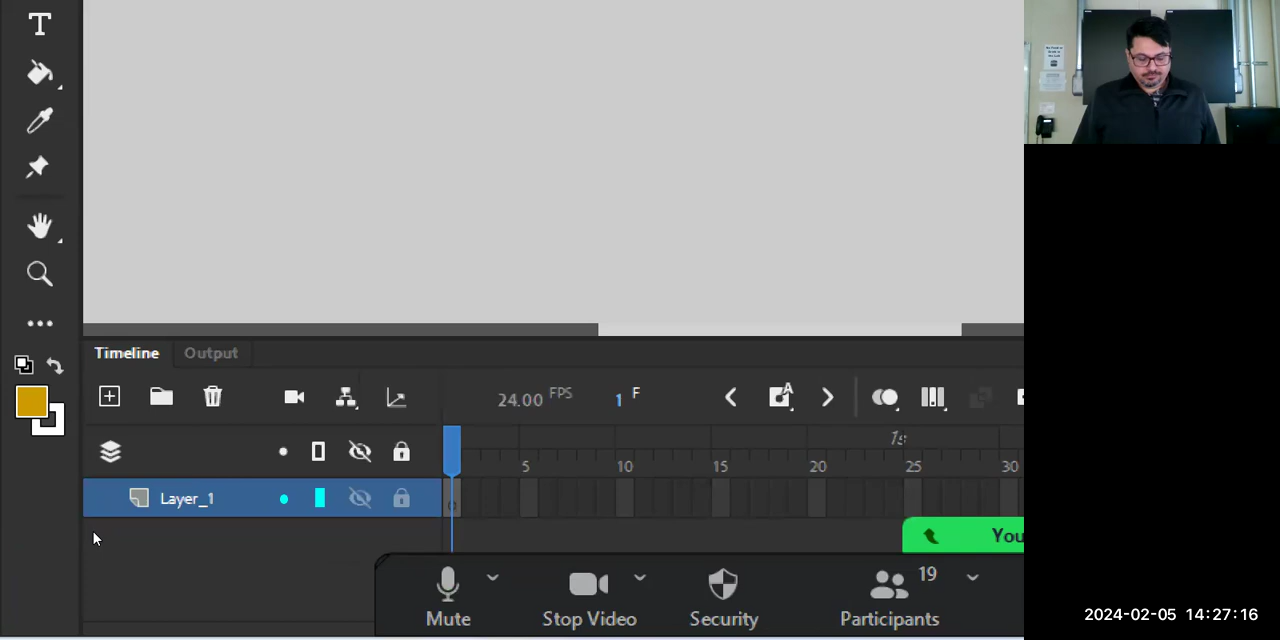 T
Timeline Output
24.00 FPS 1 F
1s
5 10 15 20 25 30
Layer_1
You
Mute Stop Video Security Participants 19
2024-02-05 14:27:16